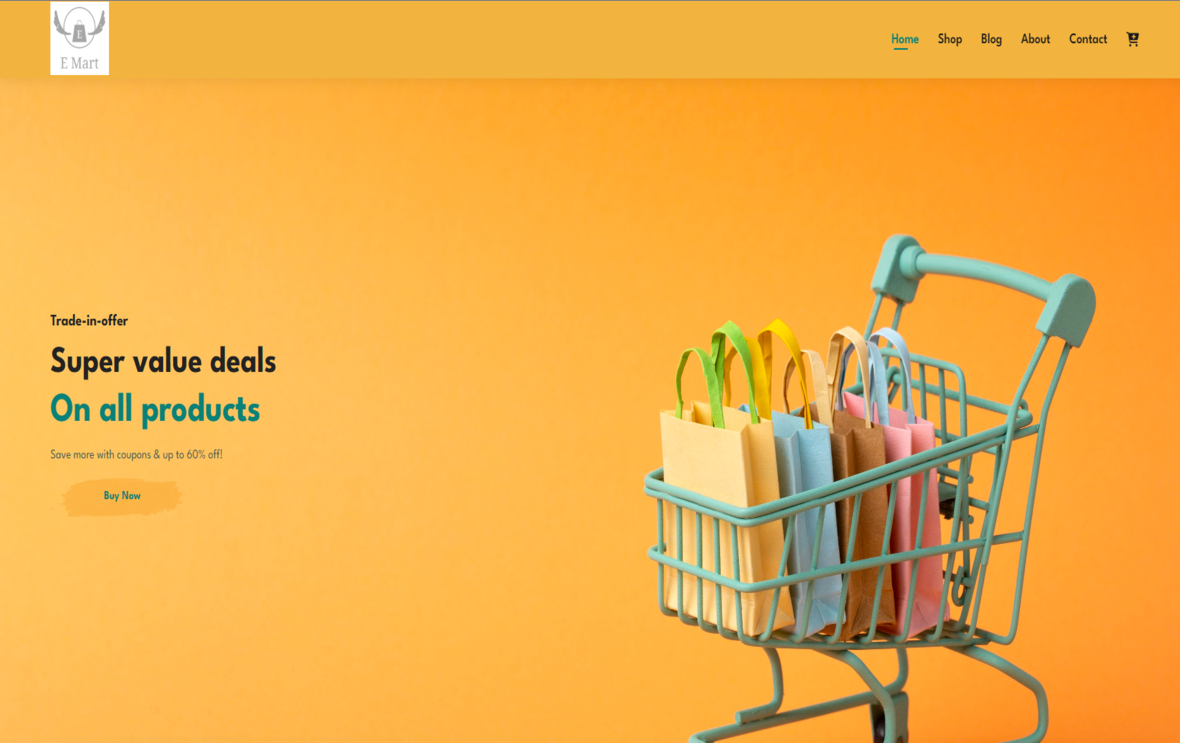 E
E Mart
Home Shop Blog About Contact
Trade-in-offer
Super value deals
On all products
Save more with coupons & up to 60% off!
Buy Now